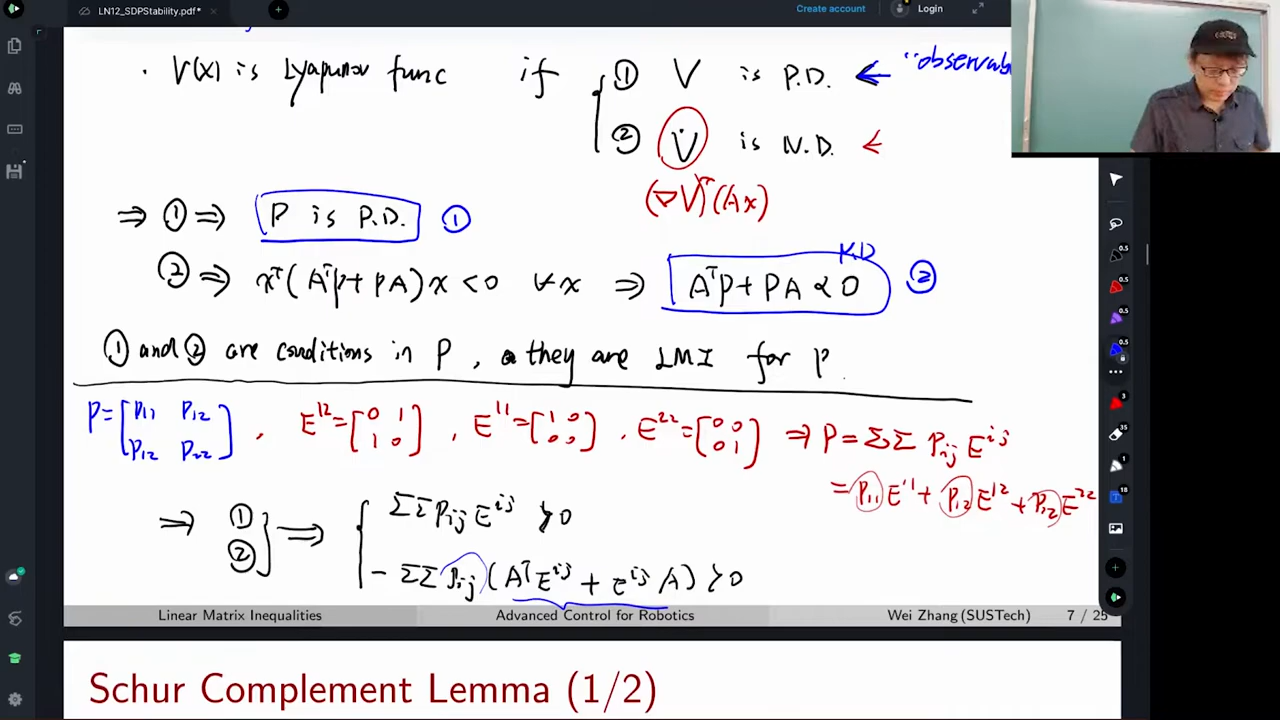 LN12_SDPStability.pdf*
Create account
Login
· V(x) is Lyapunov func if { ① V is P.D. ← "observab
② V̇ is N.D. ←
(∇V)ᵀ(Ax)
⇒ ① ⇒ P is P.D. ①
N.D
② ⇒ xᵀ(AᵀP + PA)x < 0 ∀x ⇒ AᵀP + PA ≺ 0 ②
① and ② are conditions in P, they are LMI for P.
P = [P11 P12; P12 P22], E¹² = [0 1; 1 0], E¹¹ = [1 0; 0 0], E²² = [0 0; 0 1] ⇒ P = ΣΣ Pij Eⁱʲ
= P11 E¹¹ + P12 E¹² + P22 E²²
⇒ ① ② } ⇒ { ΣΣ Pij Eⁱʲ ≻ 0
- ΣΣ Pij (AᵀEⁱʲ + Eⁱʲ A) ≻ 0
Linear Matrix Inequalities Advanced Control for Robotics Wei Zhang (SUSTech) 7 / 25
Schur Complement Lemma (1/2)